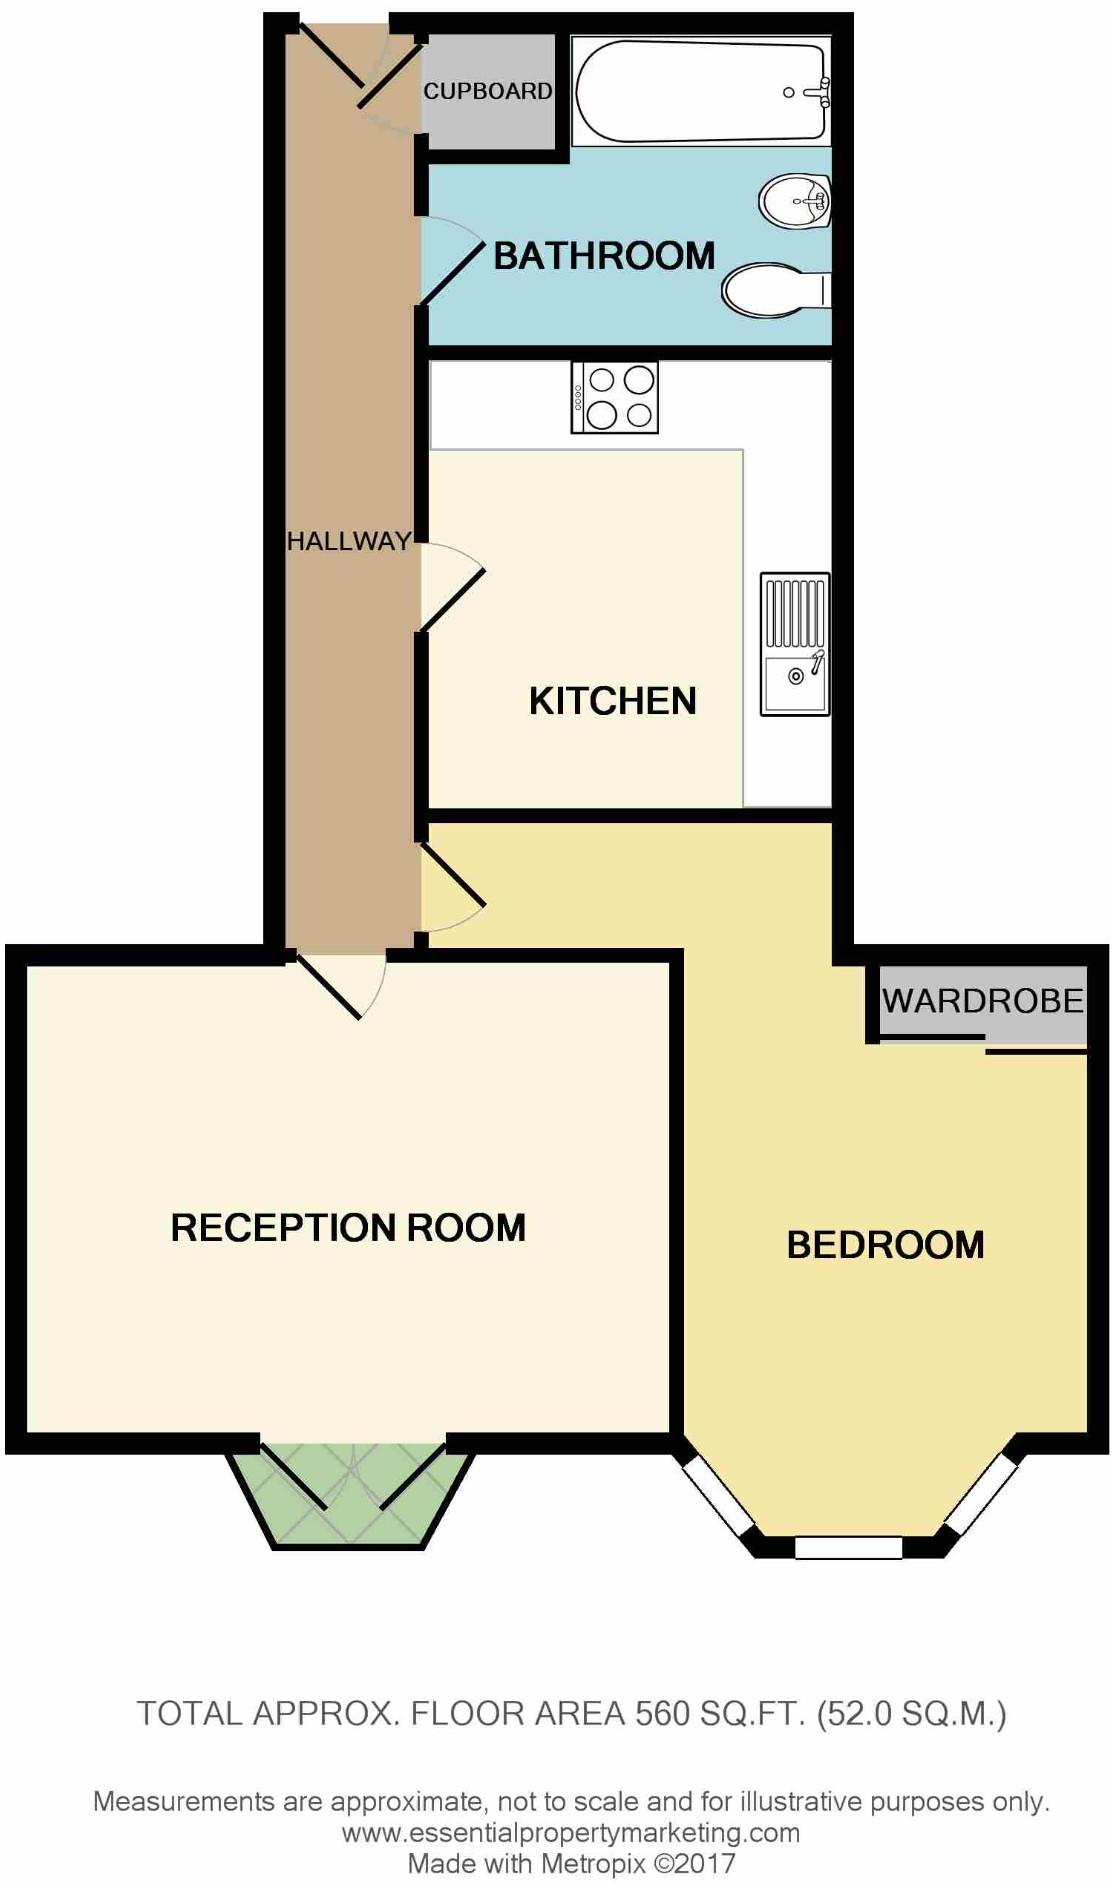 CUPBOARD
BATHROOM
HALLWAY
KITCHEN
WARDROBE
RECEPTION ROOM
BEDROOM
TOTAL APPROX. FLOOR AREA 560 SQ.FT. (52.0 SQ.M.)
Measurements are approximate, not to scale and for illustrative purposes only.
www.essentialpropertymarketing.com
Made with Metropix ©2017